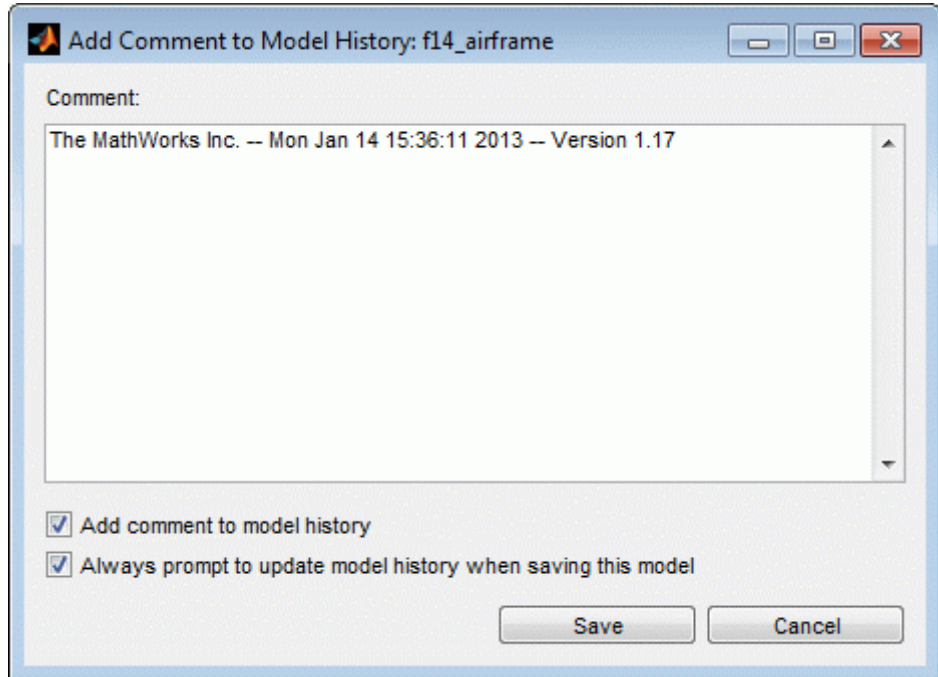 Add Comment to Model History: f14_airframe
Comment:
The MathWorks Inc. -- Mon Jan 14 15:36:11 2013 -- Version 1.17
Add comment to model history
Always prompt to update model history when saving this model
Save Cancel